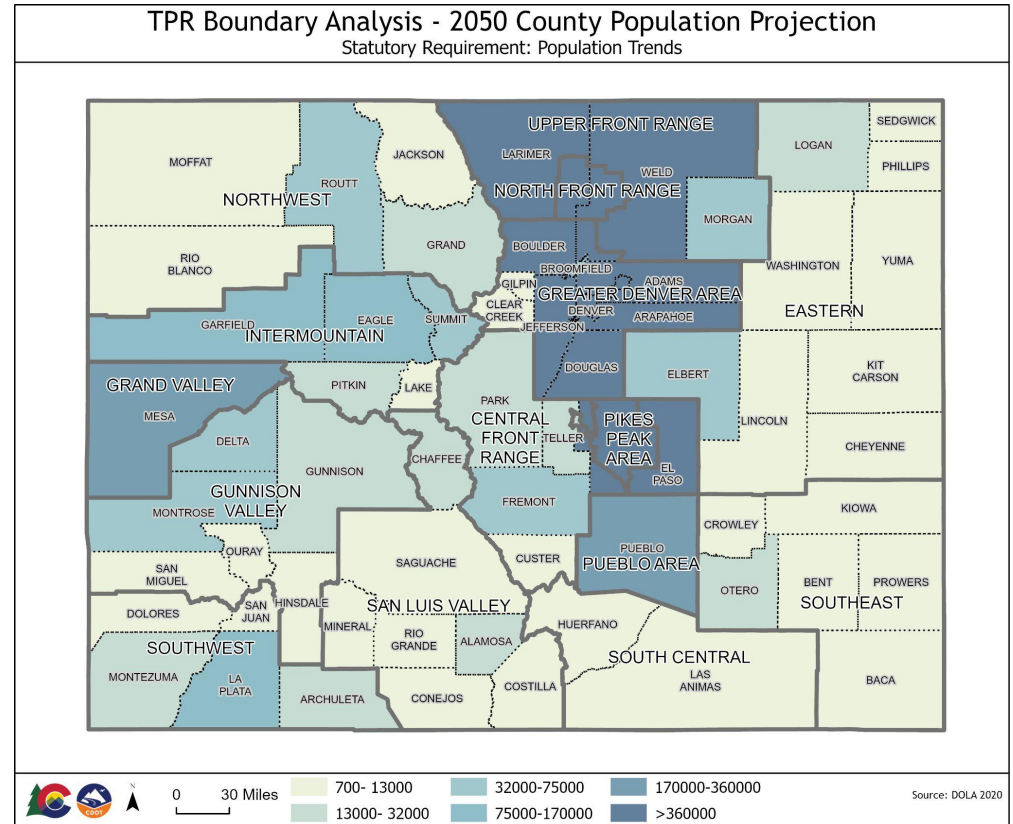 TPR Boundary Analysis - 2050 County Population Projection
Statutory Requirement: Population Trends
UPPER FRONT RANGE
SEDGWICK
LOGAN
JACKSON
LARIMER
MOFFAT
PHILLIPS
WELD
ROUTT
NORTH FRONT RANGE
NORTHWEST
MORGAN
GRAND
BOULDER
RIO
BLANCO
WASHINGTON
YUMA
BROOMFIELD
GILPIN
ADAMS
GREATER DENVER AREA
CLEAR
CREEK
DENVER
EASTERN
ARAPAHOE
GARFIELD
EAGLE
SUMMIT
JEFFERSON
INTERMOUNTAIN
DOUGLAS
ELBERT
KIT
CARSON
GRAND VALLEY
PITKIN
LAKE
PARK
MESA
CENTRAL
FRONT
RANGE
TELLER
PIKES
PEAK
AREA
LINCOLN
DELTA
CHEYENNE
GUNNISON
CHAFFEE
EL
PASO
GUNNISON
VALLEY
FREMONT
MONTROSE
KIOWA
CROWLEY
OURAY
PUEBLO
CUSTER
SAGUACHE
PUEBLO AREA
SAN
MIGUEL
BENT
PROWERS
OTERO
SAN
JUAN
HINSDALE
SAN LUIS VALLEY
SOUTHEAST
DOLORES
MINERAL
HUERFANO
RIO
GRANDE
ALAMOSA
SOUTHWEST
SOUTH CENTRAL
MONTEZUMA
LA
PLATA
LAS
ANIMAS
BACA
COSTILLA
ARCHULETA
CONEJOS
CDOT
N
0 30 Miles
700- 13000
13000- 32000
32000-75000
75000-170000
170000-360000
>360000
Source: DOLA 2020